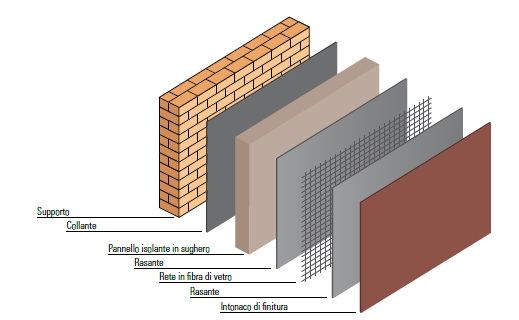 Supporto
Collante
Pannello isolante in sughero
Rasante
Rete in fibra di vetro
Rasante
Intonaco di finitura